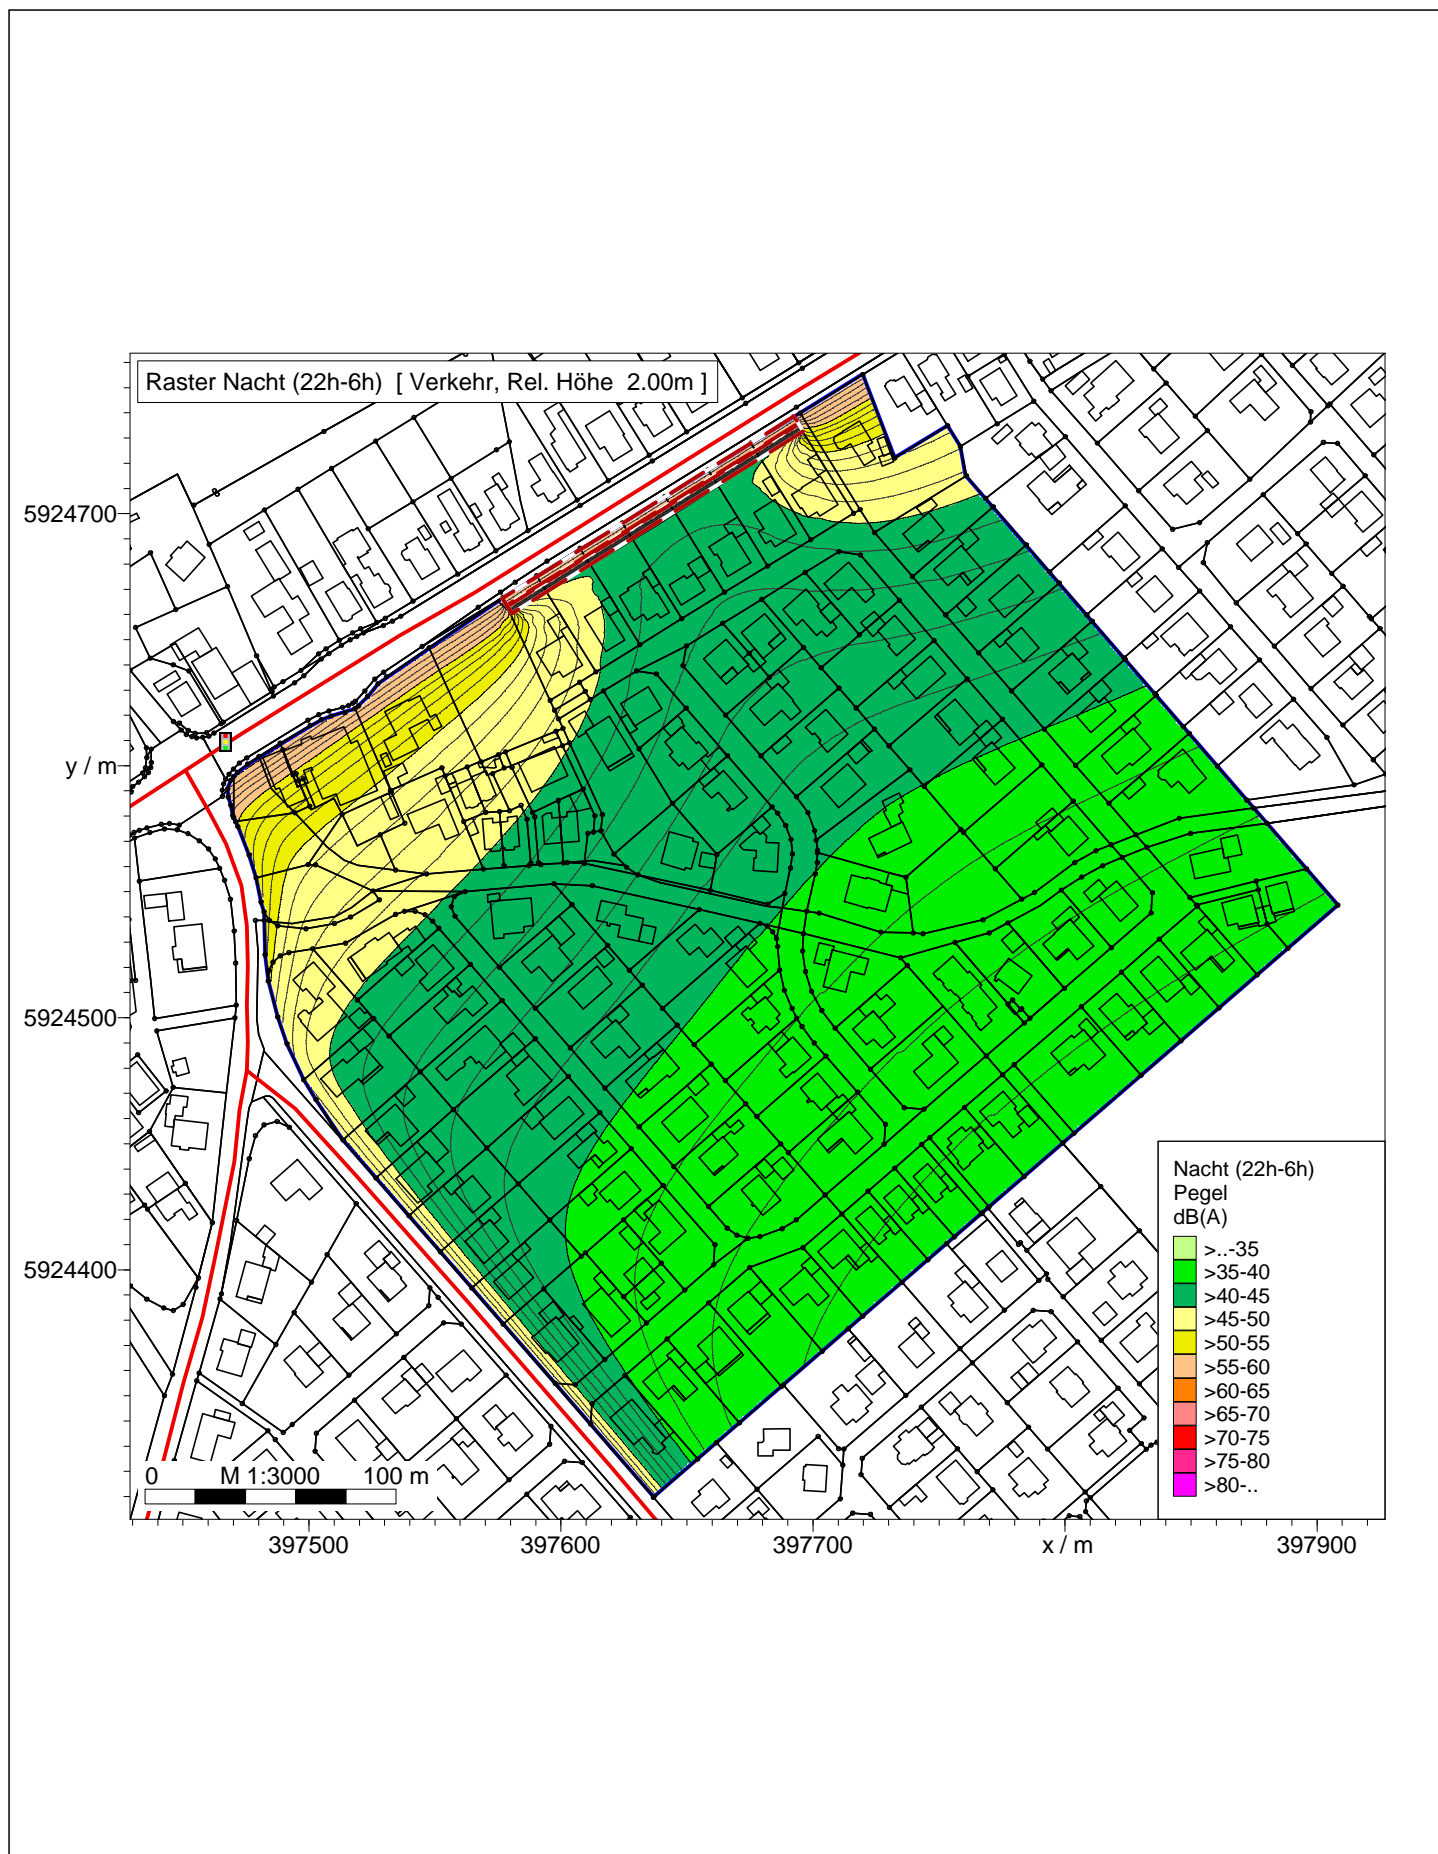 Raster Nacht (22h-6h) [ Verkehr, Rel. Höhe 2.00m ]
5924700
y / m
5924500
5924400
Nacht (22h-6h)
Pegel
dB(A)
>..-35
>35-40
>40-45
>45-50
>50-55
>55-60
>60-65
>65-70
>70-75
>75-80
>80-..
0 M 1:3000 100 m
397500 397600 397700 x / m 397900